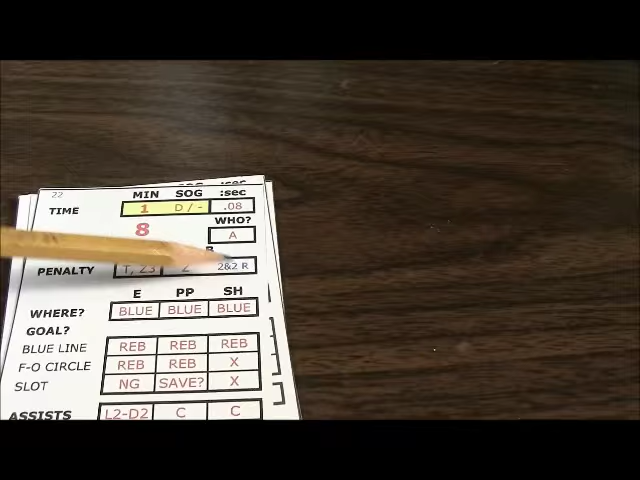 22 MIN SOG :sec
TIME 1 D / - .08
8 WHO?
A
PENALTY 2&2 R
E PP SH
WHERE? BLUE BLUE BLUE
GOAL?
BLUE LINE REB REB REB
F-O CIRCLE REB REB X
SLOT NG SAVE? X
ASSISTS L2-D2 C C